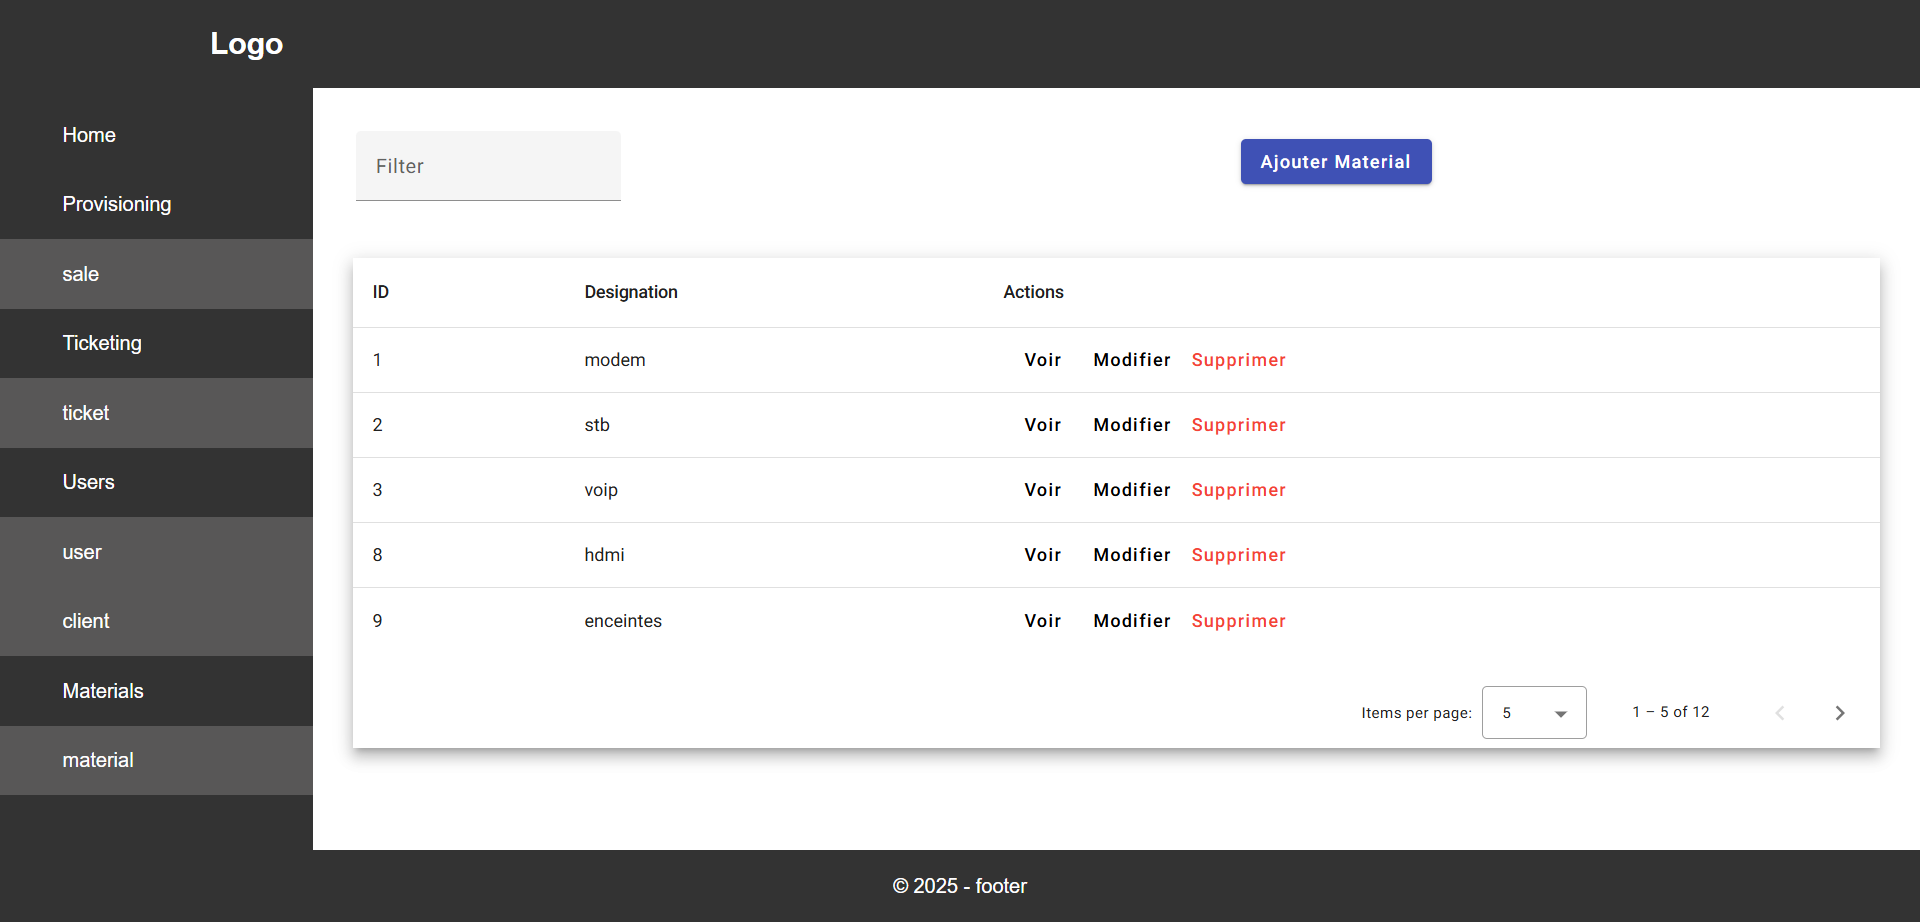 Logo
Home
Provisioning
sale
Ticketing
ticket
Users
user
client
Materials
material
Filter
Ajouter Material
ID Designation Actions
1 modem Voir Modifier Supprimer
2 stb Voir Modifier Supprimer
3 voip Voir Modifier Supprimer
8 hdmi Voir Modifier Supprimer
9 enceintes Voir Modifier Supprimer
Items per page: 5 1 – 5 of 12
© 2025 - footer